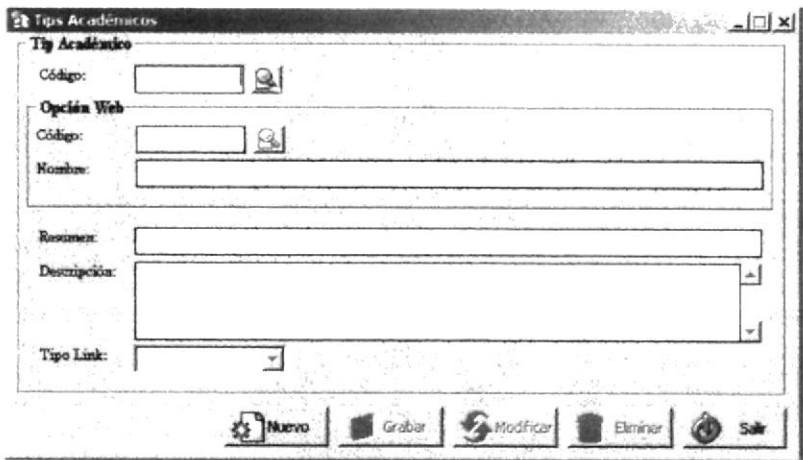 Tips Académicos
Tip Académico
Código:
Opción Web
Código:
Nombre:
Resumen:
Descripción:
Tipo Link:
Nuevo Grabar Modificar Eliminar Salir